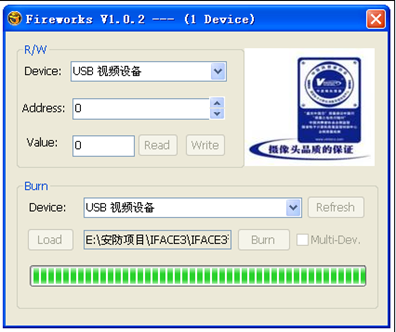 Fireworks V1.0.2 --- (1 Device)
R/W
Device: USB 视频设备
Address: 0
Value: 0 Read Write
摄像头品质的保证
Burn
Device: USB 视频设备 Refresh
Load E:\安防项目\IFACE3\IFACE3 Burn Multi-Dev.